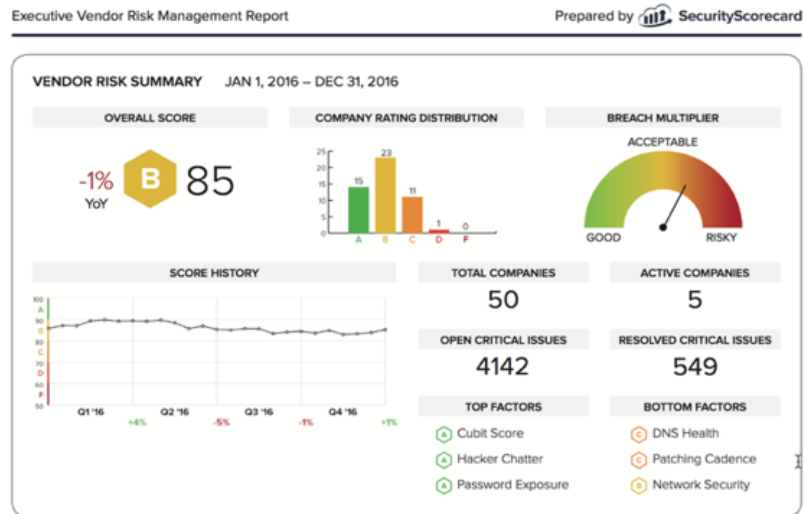 Executive Vendor Risk Management Report
Prepared by SecurityScorecard
VENDOR RISK SUMMARY JAN 1, 2016 – DEC 31, 2016
OVERALL SCORE
-1%
YoY
B
85
COMPANY RATING DISTRIBUTION
25
20
15
10
5
15
23
11
1
0
A B C D F
BREACH MULTIPLIER
ACCEPTABLE
GOOD
RISKY
SCORE HISTORY
100
A
90
B
80
C
70
D
60
F
50
Q1 '16 Q2 '16 Q3 '16 Q4 '16
+4% -5% -1% +1%
TOTAL COMPANIES
50
ACTIVE COMPANIES
5
OPEN CRITICAL ISSUES
4142
RESOLVED CRITICAL ISSUES
549
TOP FACTORS
A Cubit Score
A Hacker Chatter
A Password Exposure
BOTTOM FACTORS
C DNS Health
C Patching Cadence
B Network Security